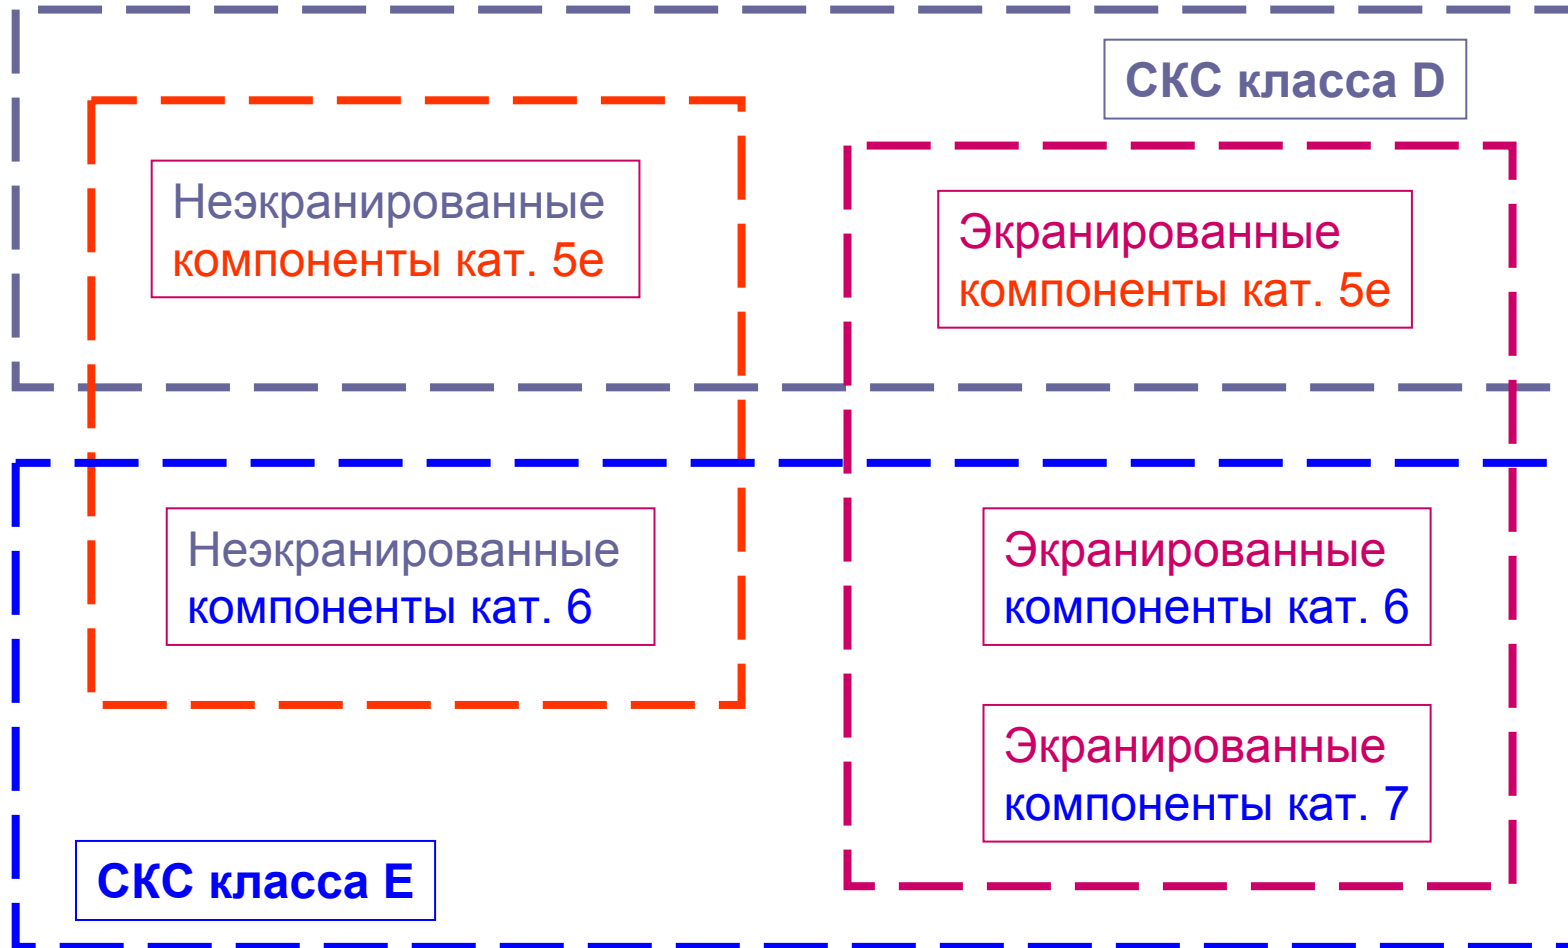 СКС класса D
Неэкранированные
компоненты кат. 5е
Экранированные
компоненты кат. 5е
Неэкранированные
компоненты кат. 6
Экранированные
компоненты кат. 6
Экранированные
компоненты кат. 7
СКС класса Е